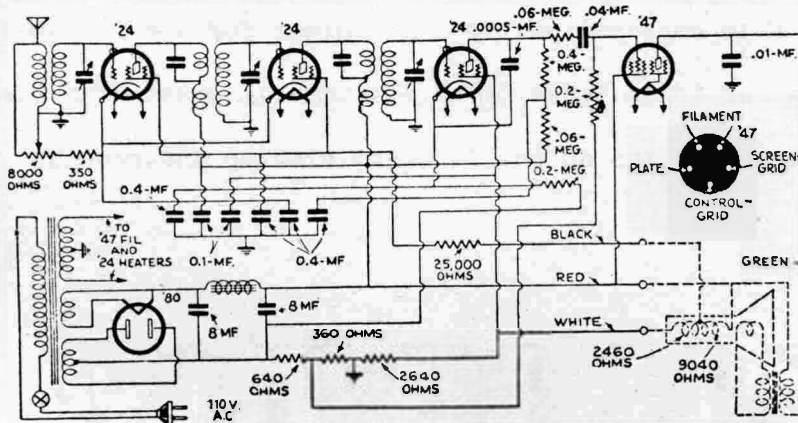 '24
'24
'24
.0005-MF.
.06-MEG.
.04-MF.
'47
0.4-
MEG.
0.2-
MEG.
.06-
MEG.
0.2-MEG.
.01-MF.
FILAMENT
'47
PLATE
SCREEN-
GRID
CONTROL-
GRID
8000
OHMS
350
OHMS
0.4-MF
0.1-MF.
0.4-MF.
TO
'47 FIL
AND
'24 HEATERS
BLACK
25,000
OHMS
RED
GREEN
WHITE
'80
8 MF
8 MF
360 OHMS
640
OHMS
2640
OHMS
2460
OHMS
9040
OHMS
110 V.
A.C